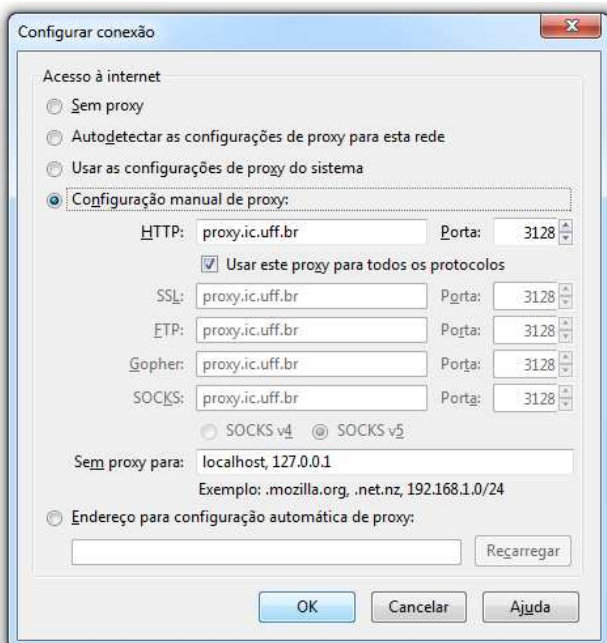 Configurar conexão
Acesso à internet
Sem proxy
Autodetectar as configurações de proxy para esta rede
Usar as configurações de proxy do sistema
Configuração manual de proxy:
HTTP: proxy.ic.uff.br Porta: 3128
Usar este proxy para todos os protocolos
SSL: proxy.ic.uff.br Porta: 3128
FTP: proxy.ic.uff.br Porta: 3128
Gopher: proxy.ic.uff.br Porta: 3128
SOCKS: proxy.ic.uff.br Porta: 3128
SOCKS v4 SOCKS v5
Sem proxy para: localhost, 127.0.0.1
Exemplo: .mozilla.org, .net.nz, 192.168.1.0/24
Endereço para configuração automática de proxy:
Recarregar
OK Cancelar Ajuda